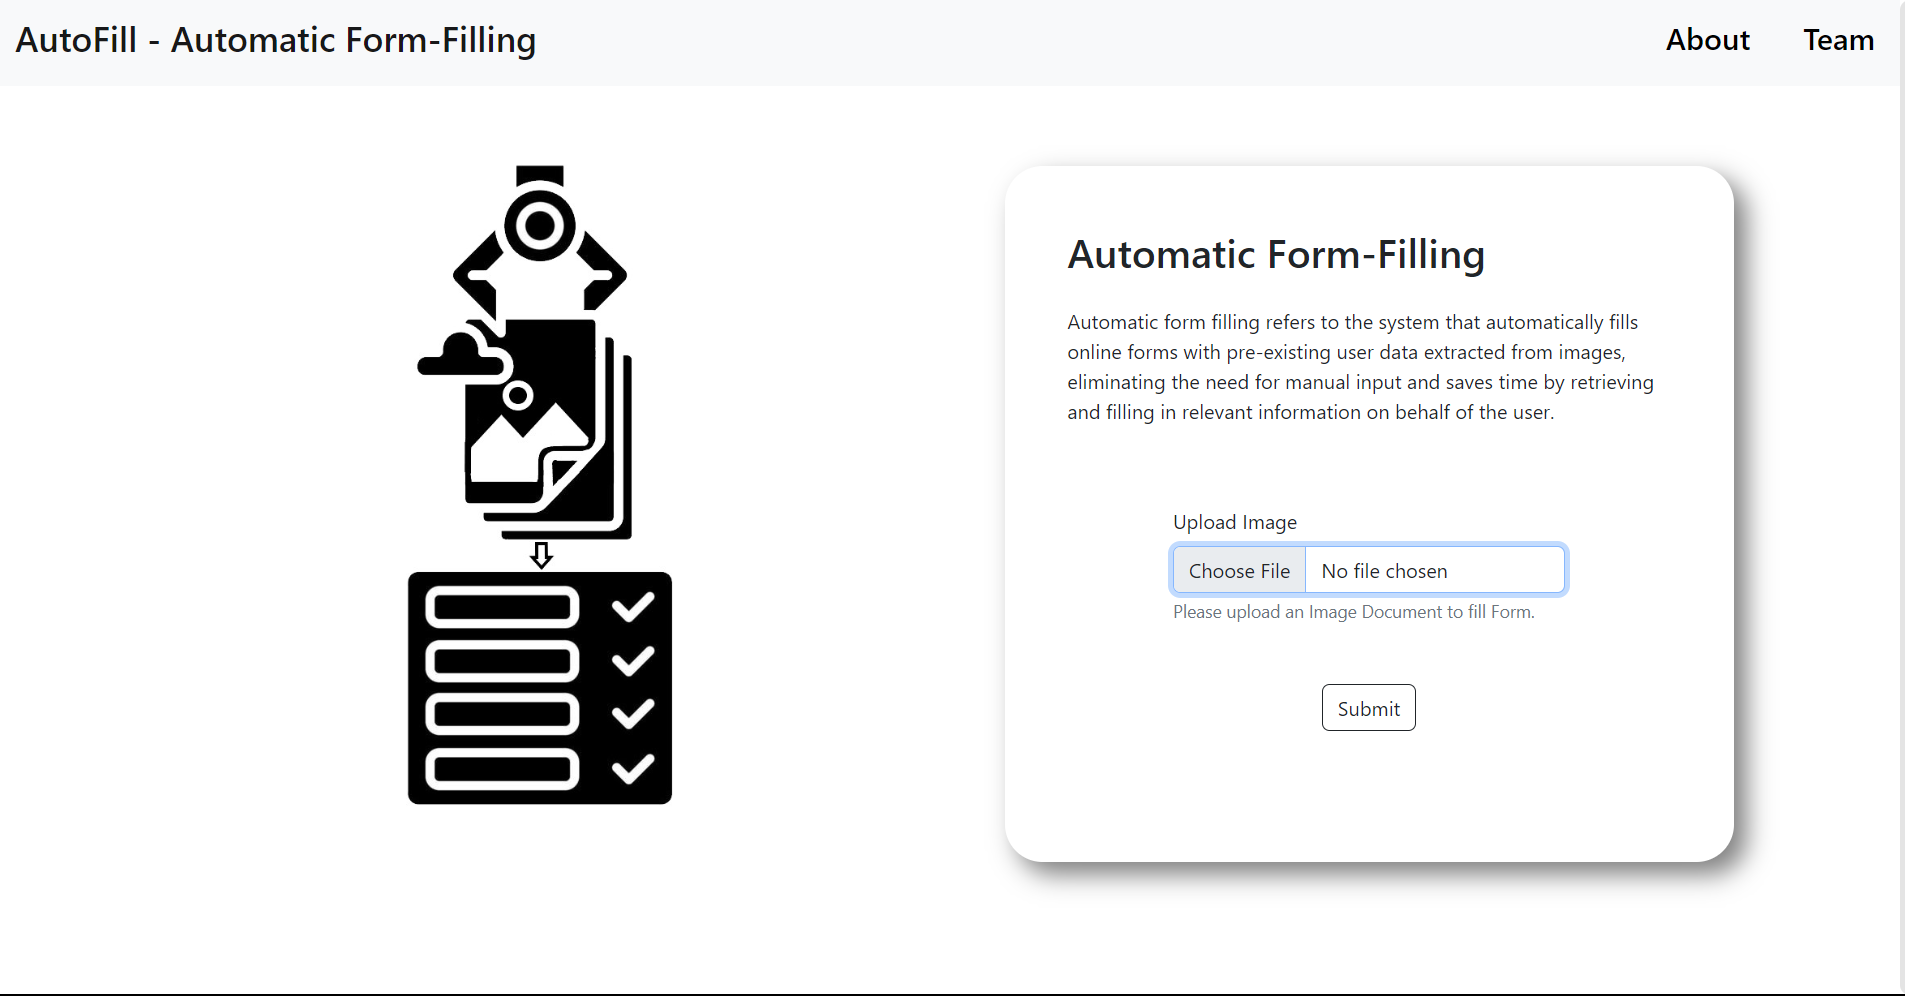 AutoFill - Automatic Form-Filling
About
Team
Automatic Form-Filling
Automatic form filling refers to the system that automatically fills
online forms with pre-existing user data extracted from images,
eliminating the need for manual input and saves time by retrieving
and filling in relevant information on behalf of the user.
Upload Image
Choose File No file chosen
Please upload an Image Document to fill Form.
Submit